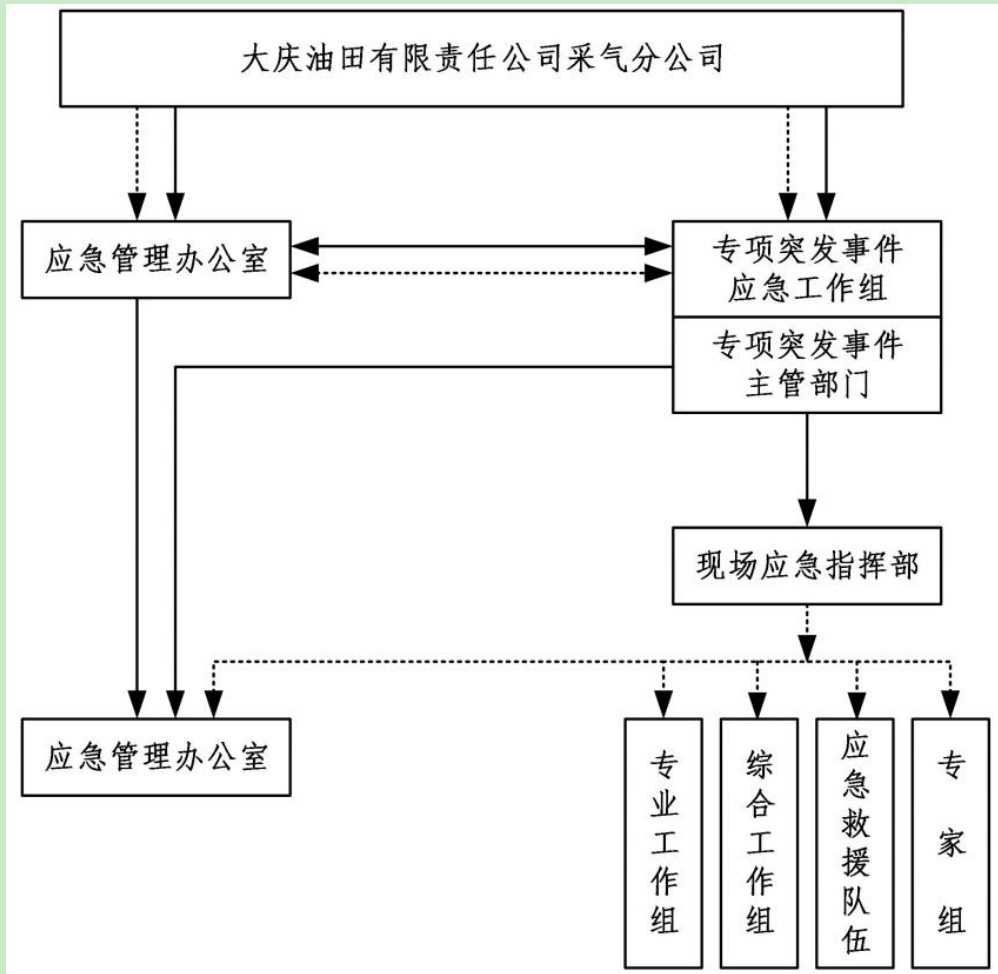 大庆油田有限责任公司采气分公司
应急管理办公室
专项突发事件
应急工作组
专项突发事件
主管部门
现场应急指挥部
应急管理办公室
专业工作组
综合工作组
应急救援队伍
专家组